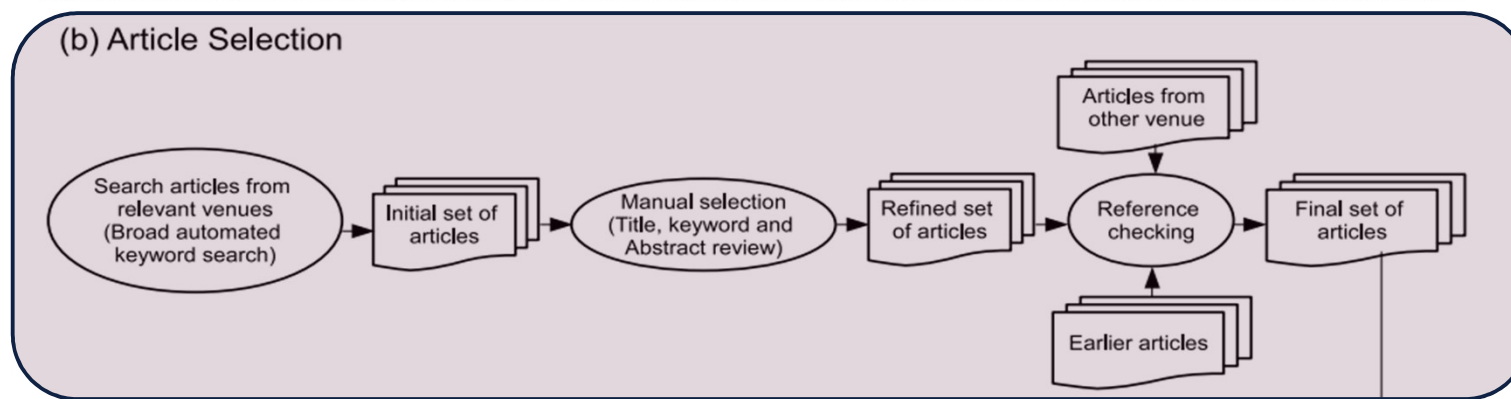 (b) Article Selection
Search articles from
relevant venues
(Broad automated
keyword search)
Initial set of
articles
Manual selection
(Title, keyword and
Abstract review)
Refined set
of articles
Articles from
other venue
Reference
checking
Earlier articles
Final set of
articles